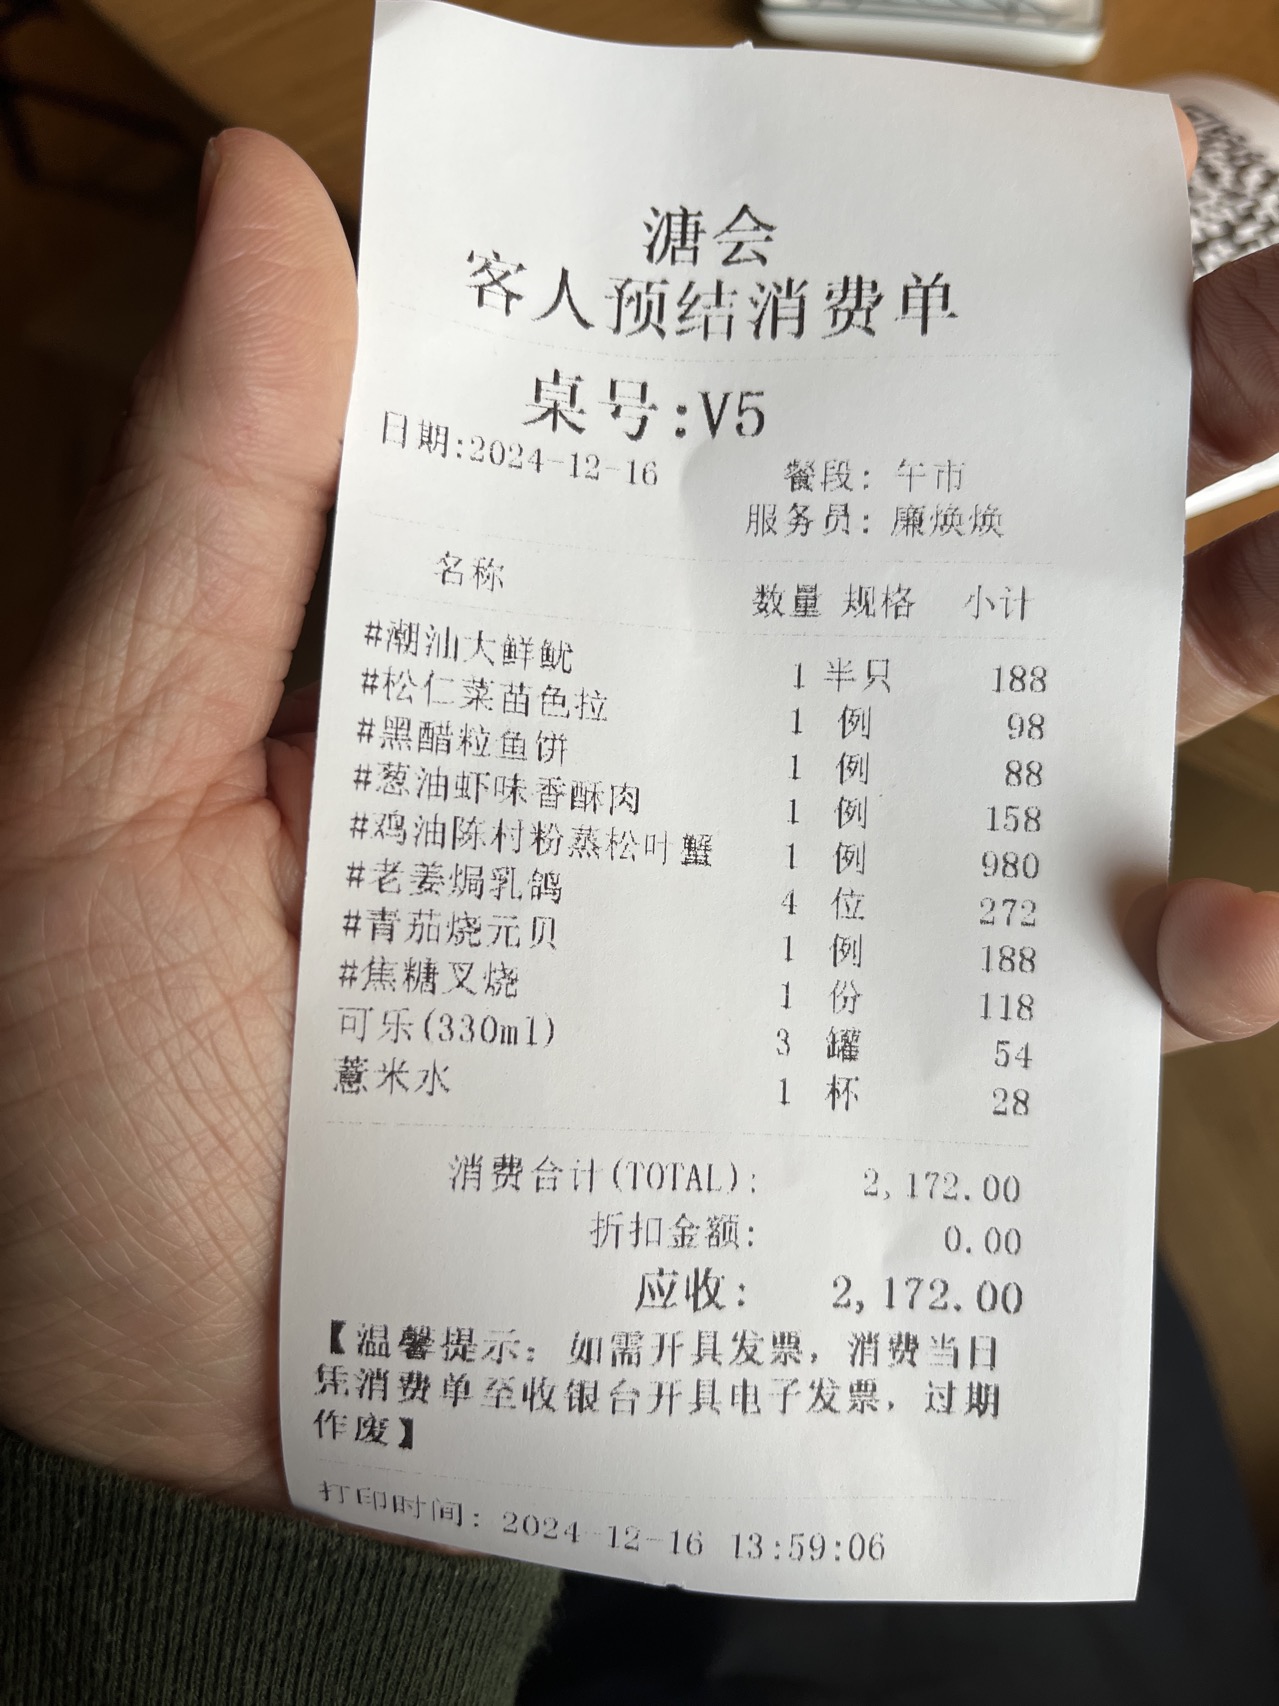 溏会
客人预结消费单
桌号:V5
日期:2024-12-16
餐段: 午市
服务员: 廉焕焕
名称 数量 规格 小计
#潮汕大鲜鱿 1 半只 188
#松仁菜苗色拉 1 例 98
#黑醋粒鱼饼 1 例 88
#葱油虾味香酥肉 1 例 158
#鸡油陈村粉蒸松叶蟹 1 例 980
#老姜焗乳鸽 4 位 272
#青茄烧元贝 1 例 188
#焦糖叉烧 1 份 118
可乐(330ml) 3 罐 54
薏米水 1 杯 28
消费合计(TOTAL): 2,172.00
折扣金额: 0.00
应收: 2,172.00
【温馨提示: 如需开具发票, 消费当日
凭消费单至收银台开具电子发票, 过期
作废】
打印时间: 2024-12-16 13:59:06